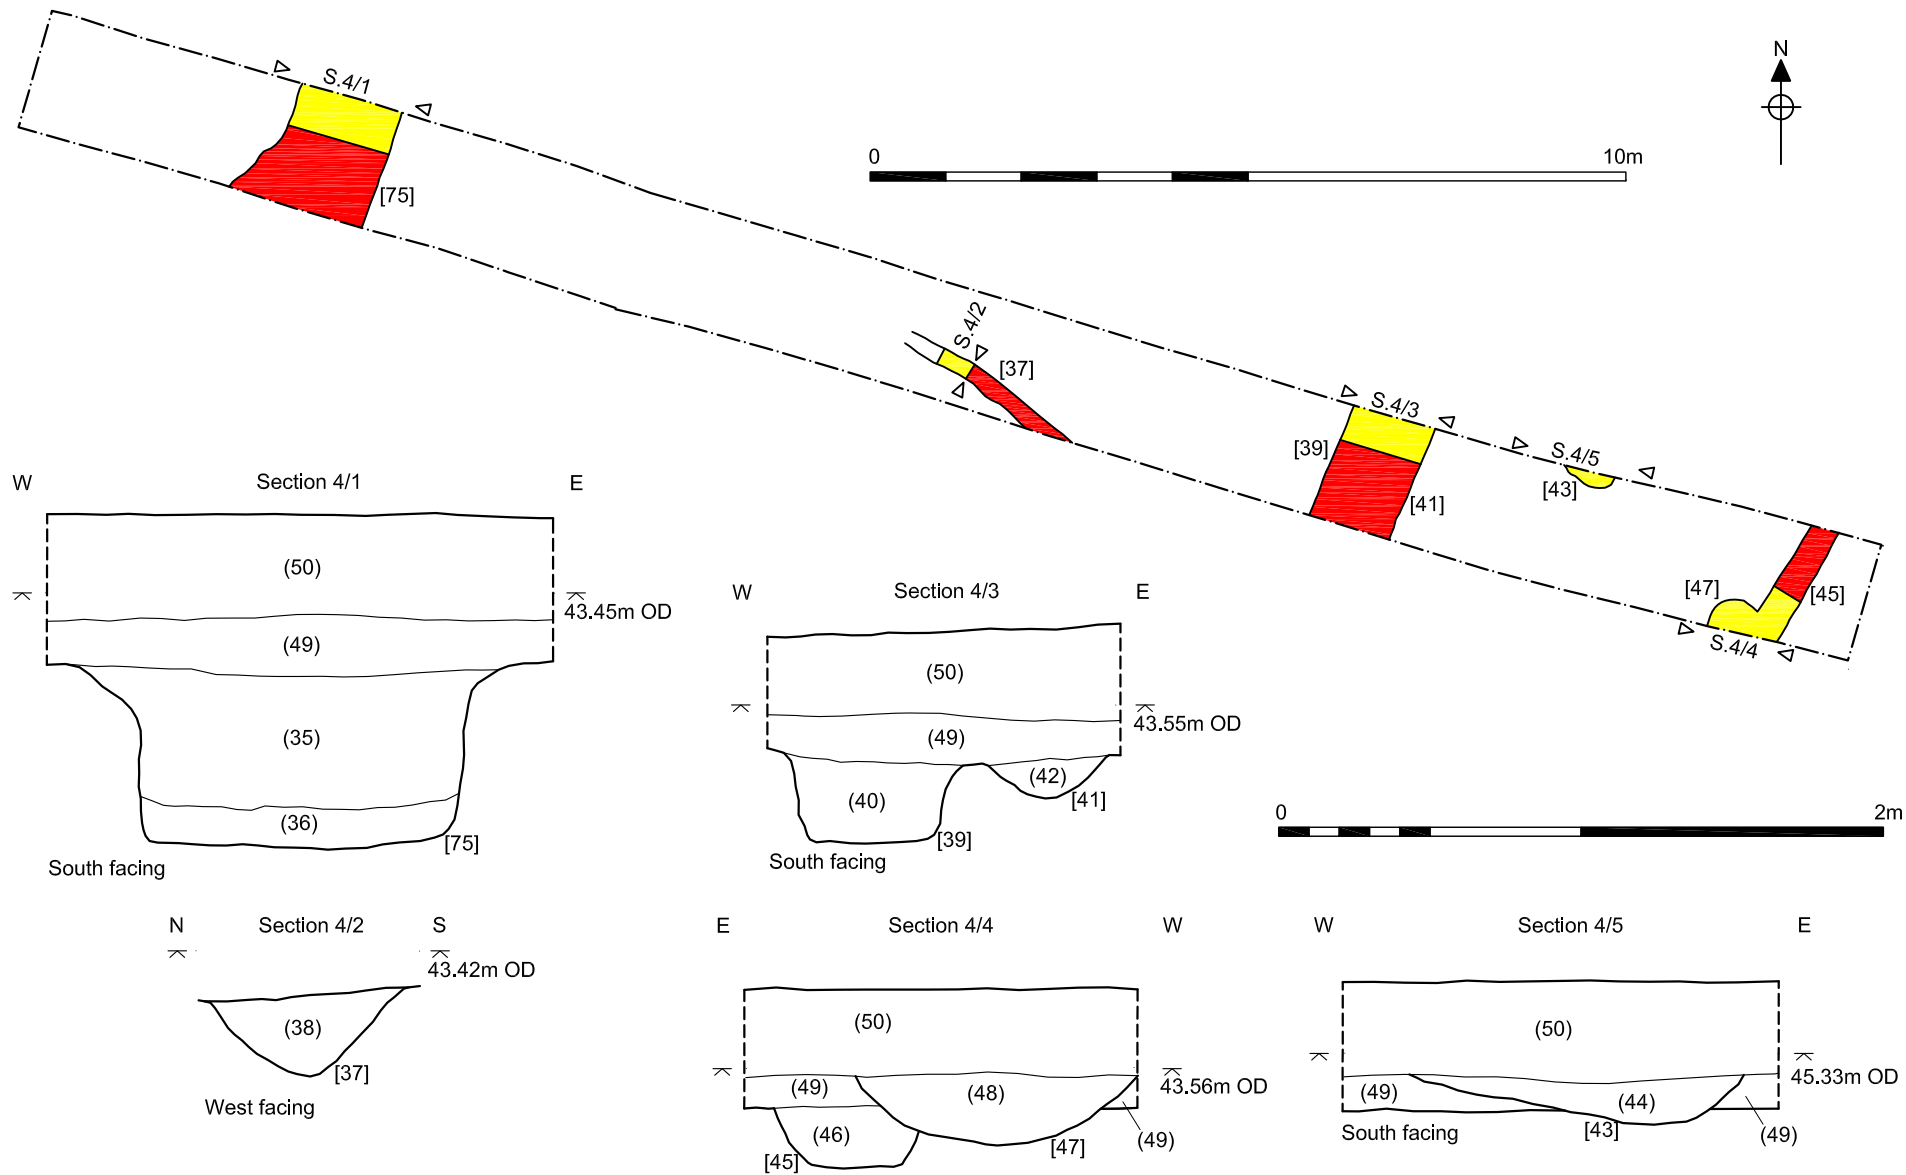 N
S.4/1
[75]
0 10m
S.4/2
[37]
S.4/3
[39]
[41]
S.4/5
[43]
[47]
[45]
S.4/4
W Section 4/1 E
(50)
43.45m OD
(49)
(35)
(36)
[75]
South facing
W Section 4/3 E
(50)
43.55m OD
(49)
(42)
(40)
[41]
[39]
South facing
0 2m
N Section 4/2 S
43.42m OD
(38)
[37]
West facing
E Section 4/4 W
(50)
43.56m OD
(49)
(48)
(46)
(49)
[47]
[45]
W Section 4/5 E
(50)
45.33m OD
(49)
(44)
[43]
(49)
South facing